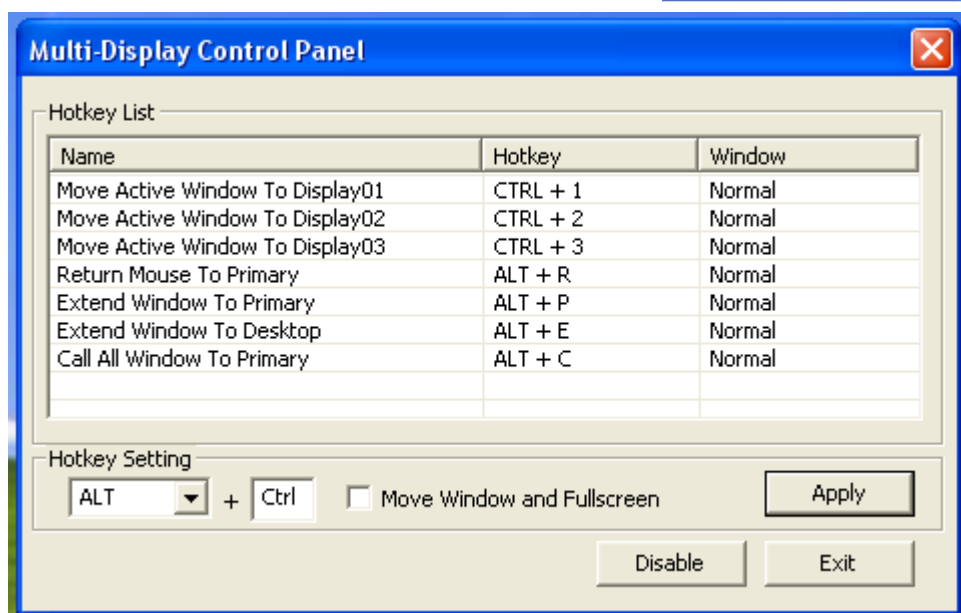 Multi-Display Control Panel
Hotkey List
Name Hotkey Window
Move Active Window To Display01 CTRL + 1 Normal
Move Active Window To Display02 CTRL + 2 Normal
Move Active Window To Display03 CTRL + 3 Normal
Return Mouse To Primary ALT + R Normal
Extend Window To Primary ALT + P Normal
Extend Window To Desktop ALT + E Normal
Call All Window To Primary ALT + C Normal
Hotkey Setting
ALT + Ctrl Move Window and Fullscreen Apply
Disable Exit